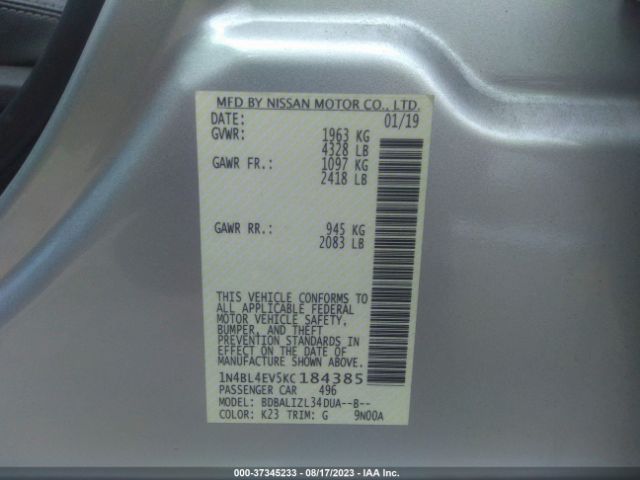 MFD BY NISSAN MOTOR CO., LTD.
DATE: 01/19
GVWR: 1963 KG
4328 LB
GAWR FR.: 1097 KG
2418 LB
GAWR RR.: 945 KG
2083 LB
THIS VEHICLE CONFORMS TO
ALL APPLICABLE FEDERAL
MOTOR VEHICLE SAFETY,
BUMPER, AND THEFT
PREVENTION STANDARDS IN
EFFECT ON THE DATE OF
MANUFACTURE SHOWN ABOVE.
1N4BL4EV5KC184385
PASSENGER CAR 496
MODEL: BDBALIZL34DUA--B--
COLOR: K23 TRIM: G 9N00A
000-37345233 - 08/17/2023 - IAA Inc.